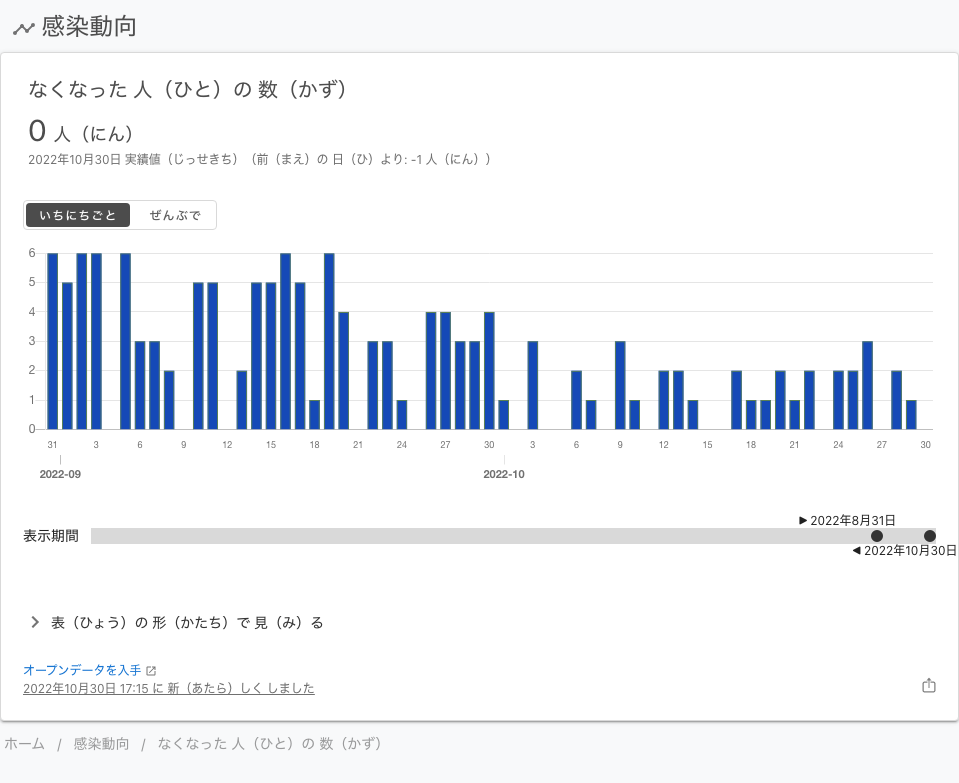 感染動向
なくなった 人（ひと）の 数（かず）
0 人（にん）
2022年10月30日 実績値（じっせきち）（前（まえ）の 日（ひ）より: -1 人（にん））
いちにちごと ぜんぶで
6
5
4
3
2
1
0
31 3 6 9 12 15 18 21 24 27 30 3 6 9 12 15 18 21 24 27 30
2022-09 2022-10
▶ 2022年8月31日
表示期間
◀ 2022年10月30日
表（ひょう）の 形（かたち）で 見（み）る
オープンデータを入手
2022年10月30日 17:15 に 新（あたら）しく しました
ホーム / 感染動向 / なくなった 人（ひと）の 数（かず）